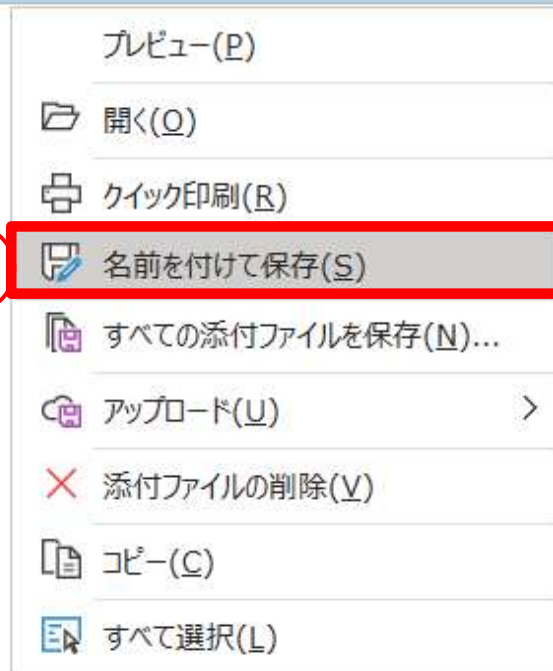 プレビュー(P)
開く(O)
クイック印刷(R)
名前を付けて保存(S)
すべての添付ファイルを保存(N)...
アップロード(U)
添付ファイルの削除(V)
コピー(C)
すべて選択(L)